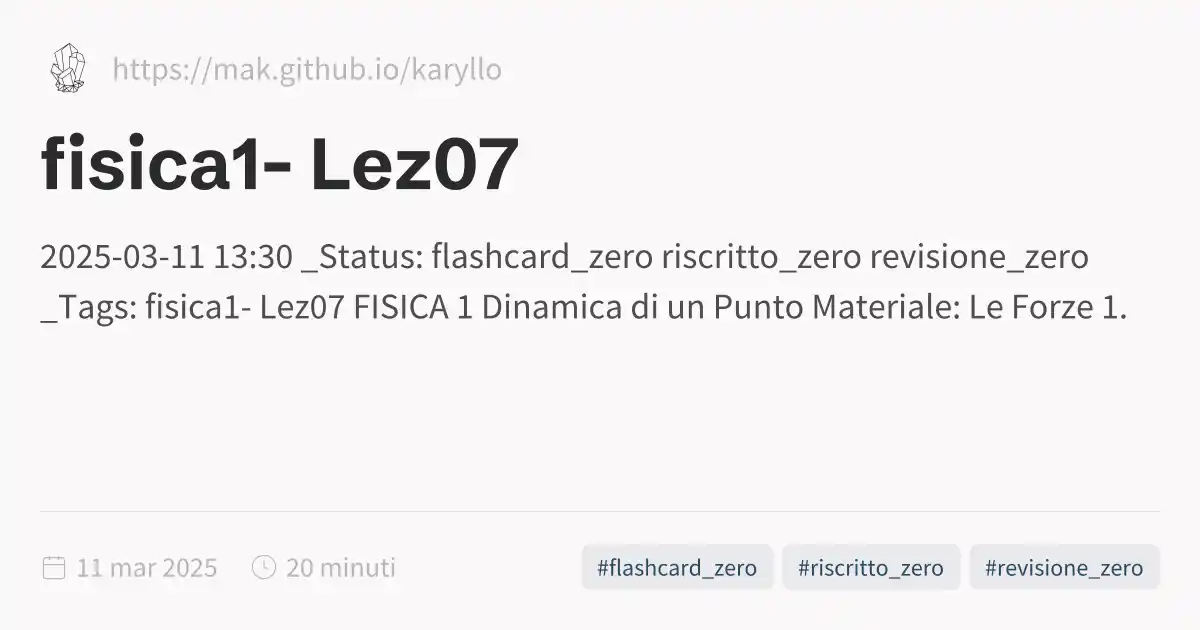 https://mak.github.io/karyllo
fisica1- Lez07
2025-03-11 13:30 _Status: flashcard_zero riscritto_zero revisione_zero
_Tags: fisica1- Lez07 FISICA 1 Dinamica di un Punto Materiale: Le Forze 1.
11 mar 2025 20 minuti #flashcard_zero #riscritto_zero #revisione_zero